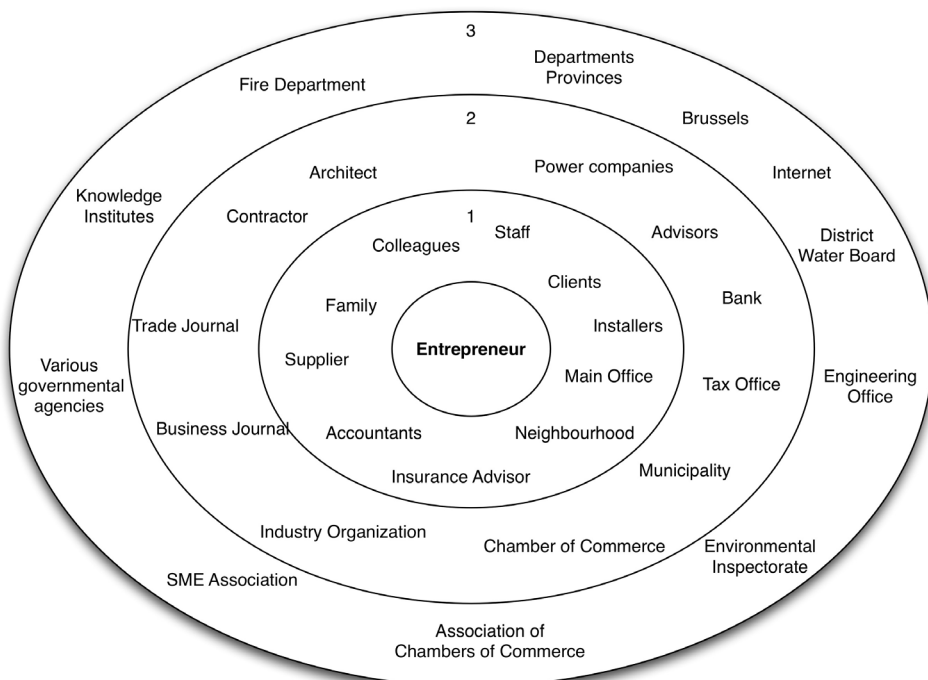 3
Departments
Provinces
Fire Department
Brussels
2
Power companies
Architect
Internet
Knowledge
Institutes
Contractor
1
Staff
Advisors
Colleagues
District
Water Board
Clients
Bank
Family
Trade Journal
Installers
Entrepreneur
Supplier
Various
governmental
agencies
Main Office
Tax Office
Engineering
Office
Business Journal
Accountants
Neighbourhood
Insurance Advisor
Municipality
Industry Organization
Chamber of Commerce
Environmental
Inspectorate
SME Association
Association of
Chambers of Commerce